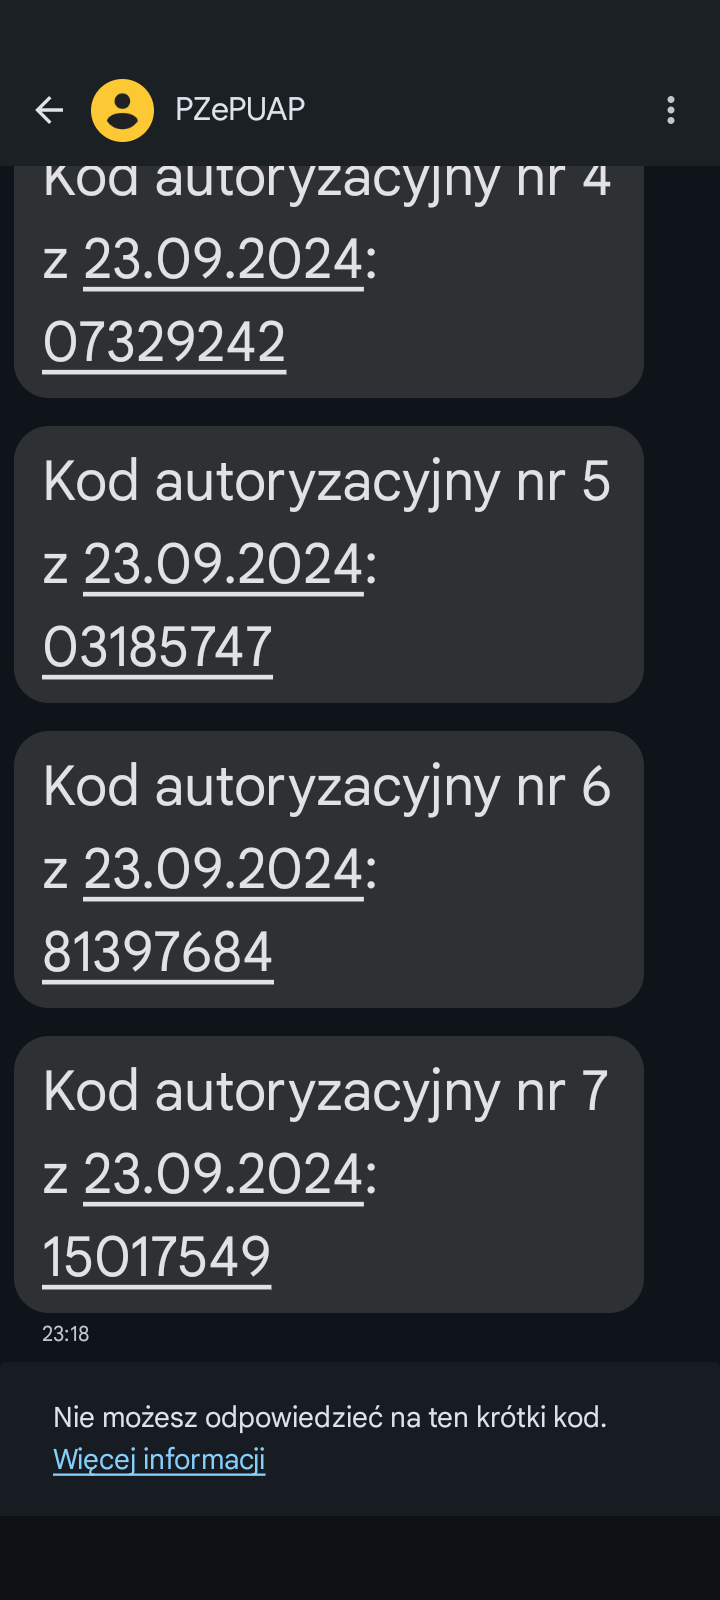 PZePUAP
Kod autoryzacyjny nr 4
z 23.09.2024:
07329242
Kod autoryzacyjny nr 5
z 23.09.2024:
03185747
Kod autoryzacyjny nr 6
z 23.09.2024:
81397684
Kod autoryzacyjny nr 7
z 23.09.2024:
15017549
23:18
Nie możesz odpowiedzieć na ten krótki kod.
Więcej informacji